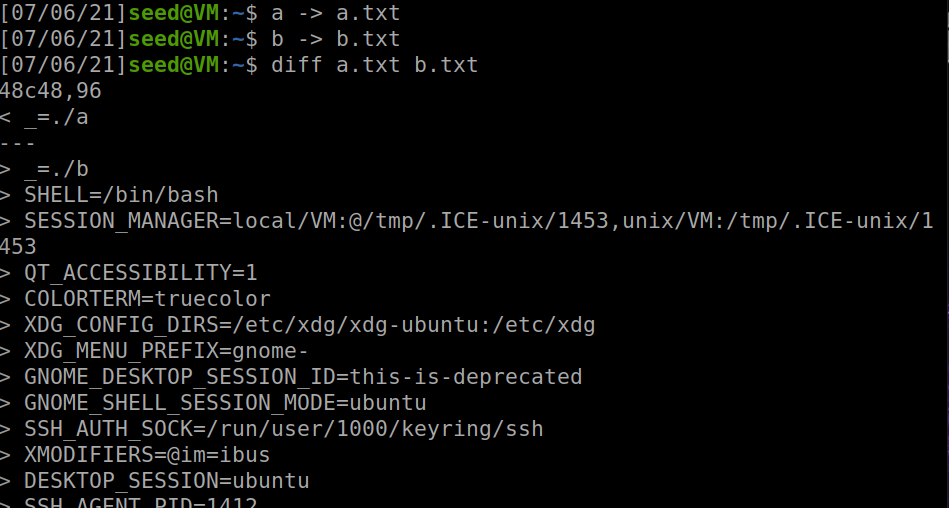 [07/06/21]seed@VM:~$ a -> a.txt
[07/06/21]seed@VM:~$ b -> b.txt
[07/06/21]seed@VM:~$ diff a.txt b.txt
48c48,96
< _=./a
---
> _=./b
> SHELL=/bin/bash
> SESSION_MANAGER=local/VM:@/tmp/.ICE-unix/1453,unix/VM:/tmp/.ICE-unix/1
453
> QT_ACCESSIBILITY=1
> COLORTERM=truecolor
> XDG_CONFIG_DIRS=/etc/xdg/xdg-ubuntu:/etc/xdg
> XDG_MENU_PREFIX=gnome-
> GNOME_DESKTOP_SESSION_ID=this-is-deprecated
> GNOME_SHELL_SESSION_MODE=ubuntu
> SSH_AUTH_SOCK=/run/user/1000/keyring/ssh
> XMODIFIERS=@im=ibus
> DESKTOP_SESSION=ubuntu
> SSH_AGENT_PID=1412